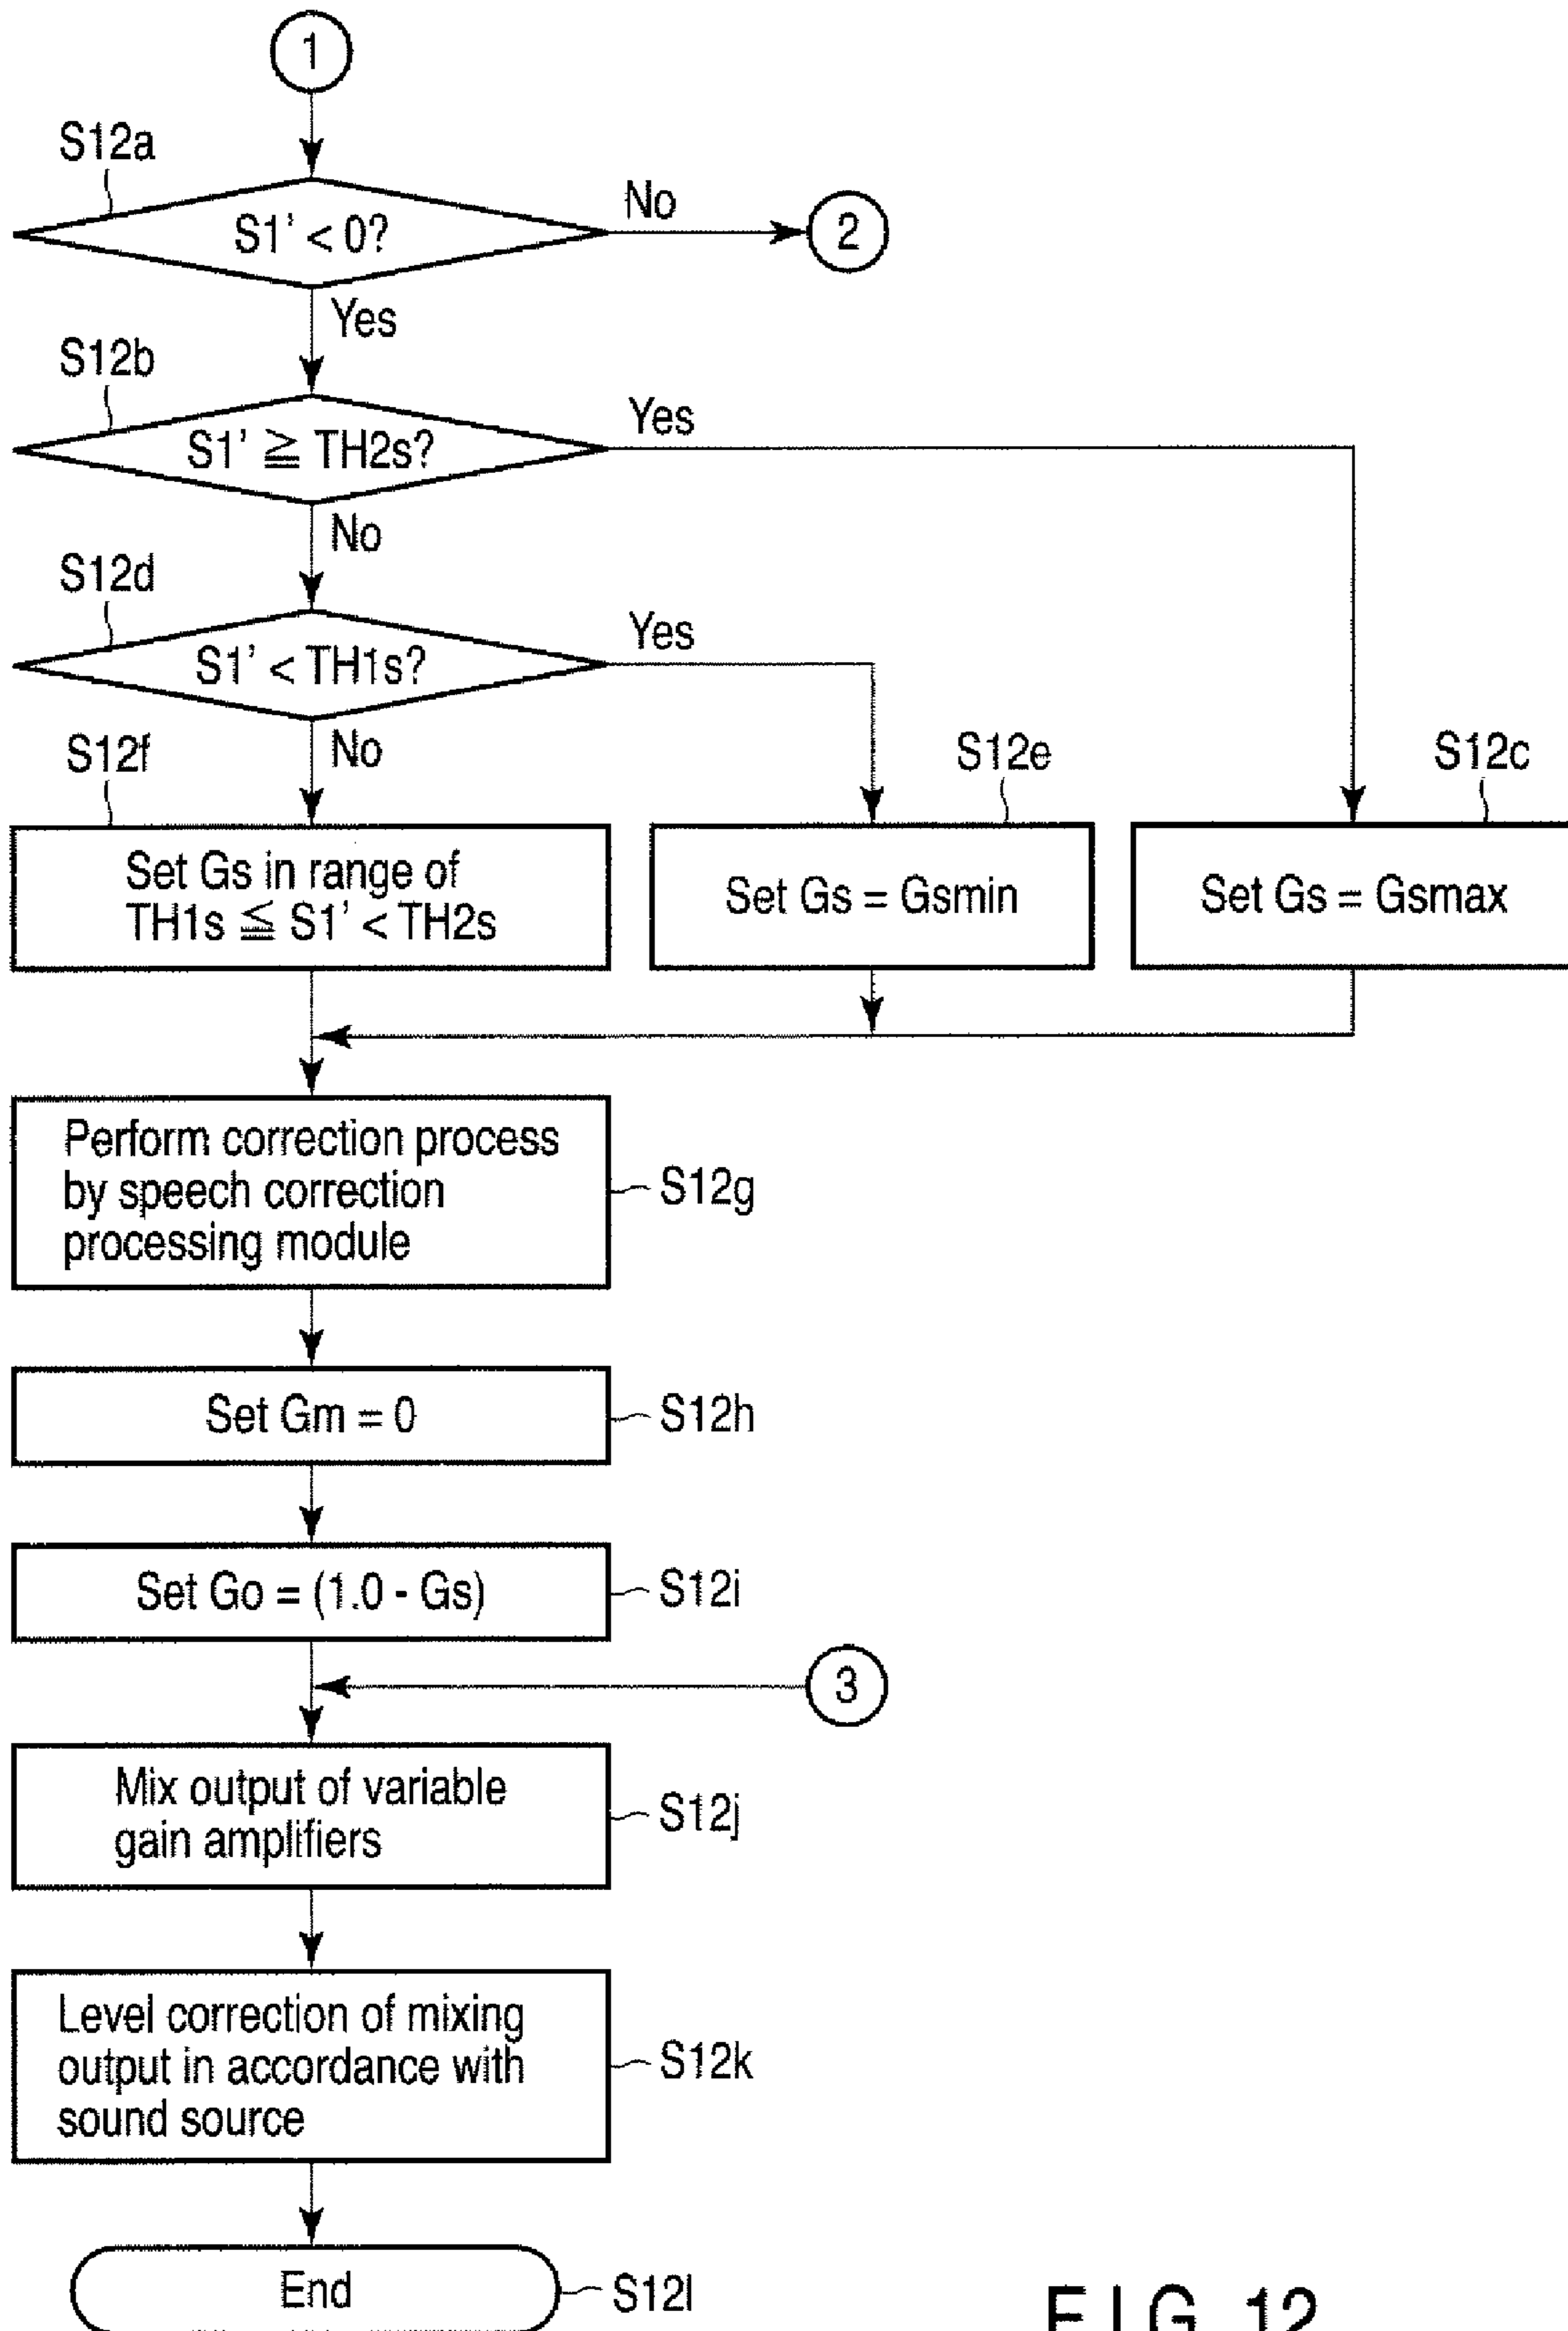 1
S12a
S1' < 0?
No
2
Yes
S12b
S1' ≧ TH2s?
Yes
No
S12d
S1' < TH1s?
Yes
No
S12f
S12e
S12c
Set Gs in range of
TH1s ≦ S1' < TH2s
Set Gs = Gsmin
Set Gs = Gsmax
Perform correction process
by speech correction
processing module
S12g
Set Gm = 0
S12h
Set Go = (1.0 - Gs)
S12i
3
Mix output of variable
gain amplifiers
S12j
Level correction of mixing
output in accordance with
sound source
S12k
End
S12l
FIG. 12